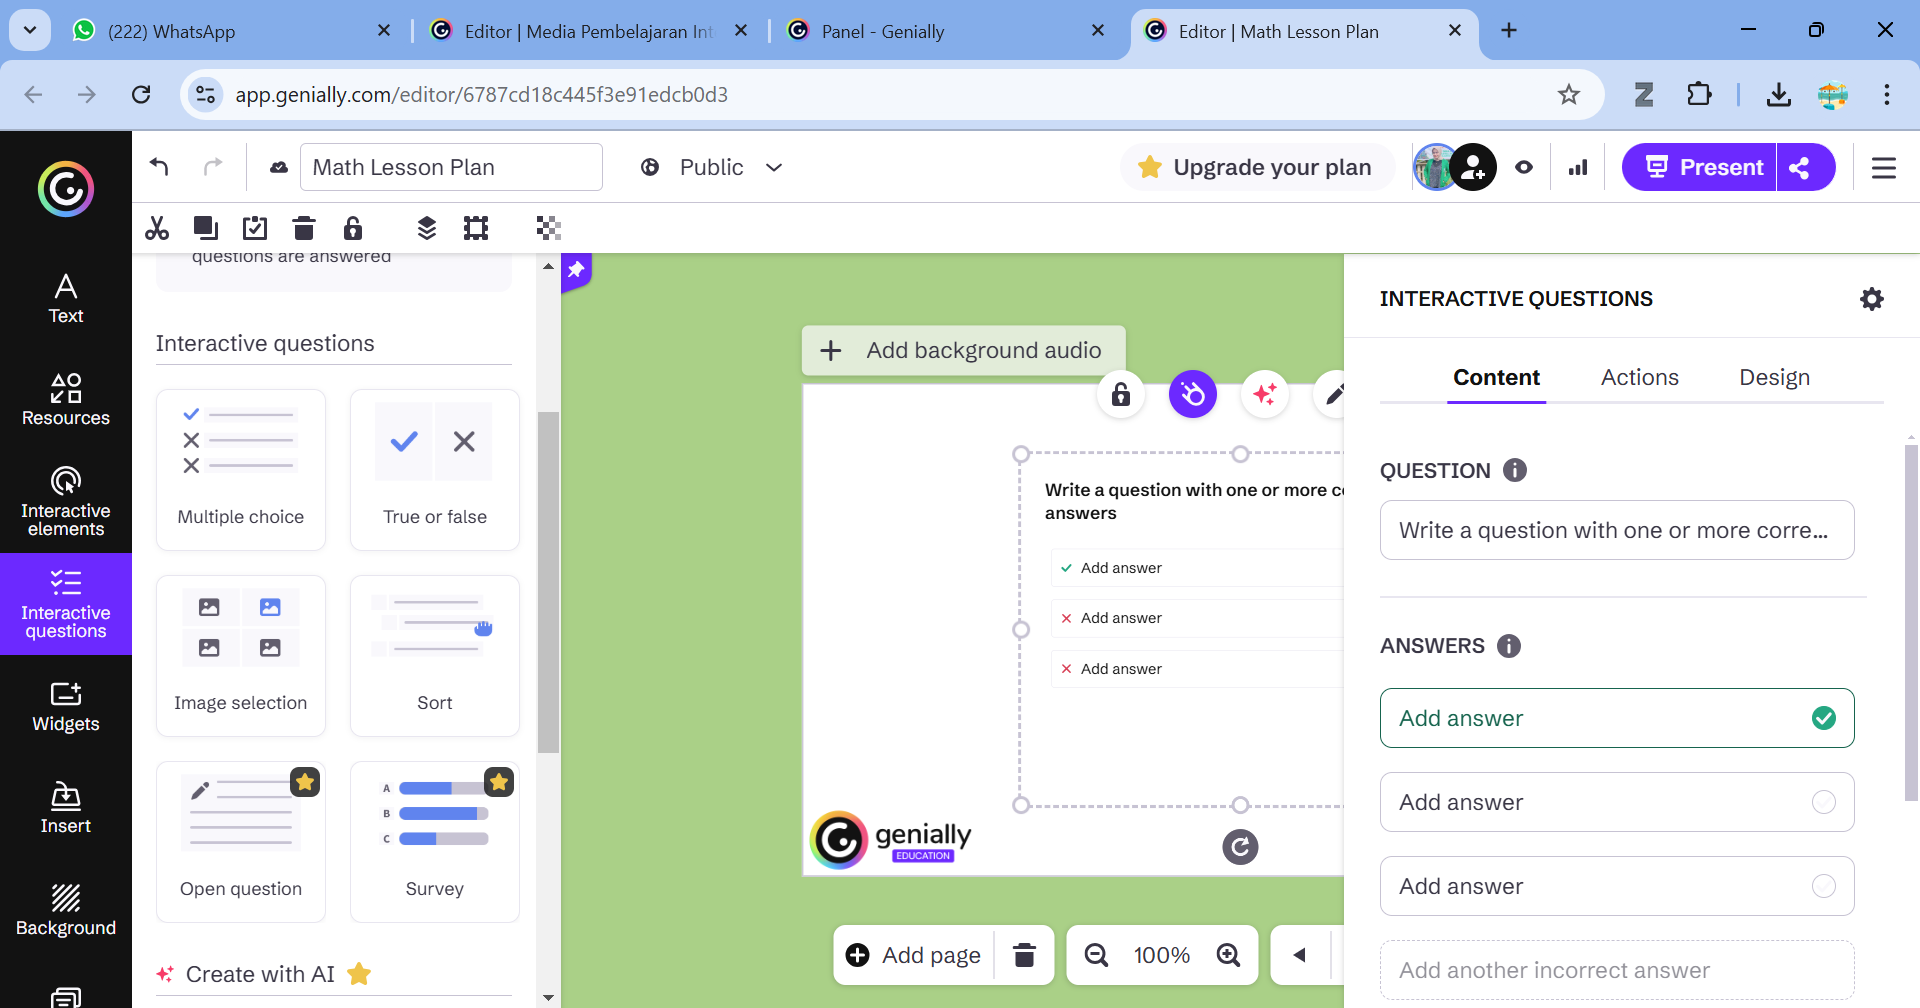 (222) WhatsApp
Editor | Media Pembelajaran Int
Panel - Genially
Editor | Math Lesson Plan
app.genially.com/editor/6787cd18c445f3e91edcb0d3
Math Lesson Plan
Public
Upgrade your plan
Present
Text
Resources
Interactive
elements
Interactive
questions
Widgets
Insert
Background
questions are answered
Interactive questions
Multiple choice
True or false
Image selection
Sort
A
B
C
Open question
Survey
Create with AI
Add background audio
Write a question with one or more co
answers
Add answer
Add answer
Add answer
genially
EDUCATION
Add page
100%
INTERACTIVE QUESTIONS
Content
Actions
Design
QUESTION
Write a question with one or more corre...
ANSWERS
Add answer
Add answer
Add answer
Add another incorrect answer